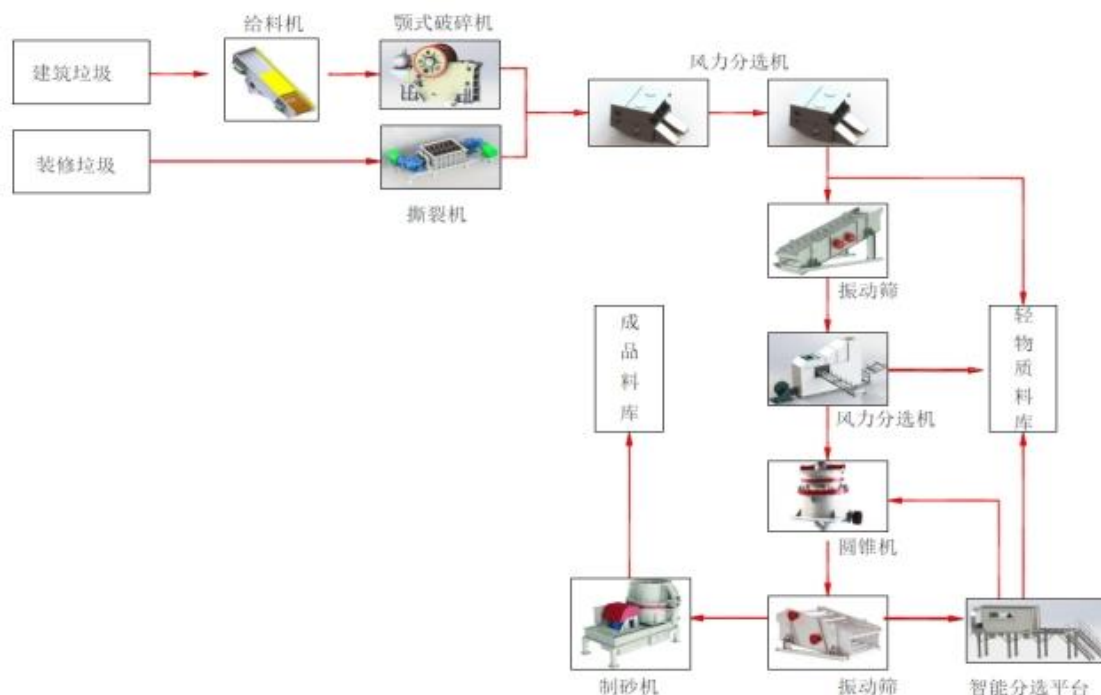 给料机
颚式破碎机
建筑垃圾
风力分选机
装修垃圾
撕裂机
振动筛
成品料库
轻物质料库
风力分选机
圆锥机
制砂机
振动筛
智能分选平台